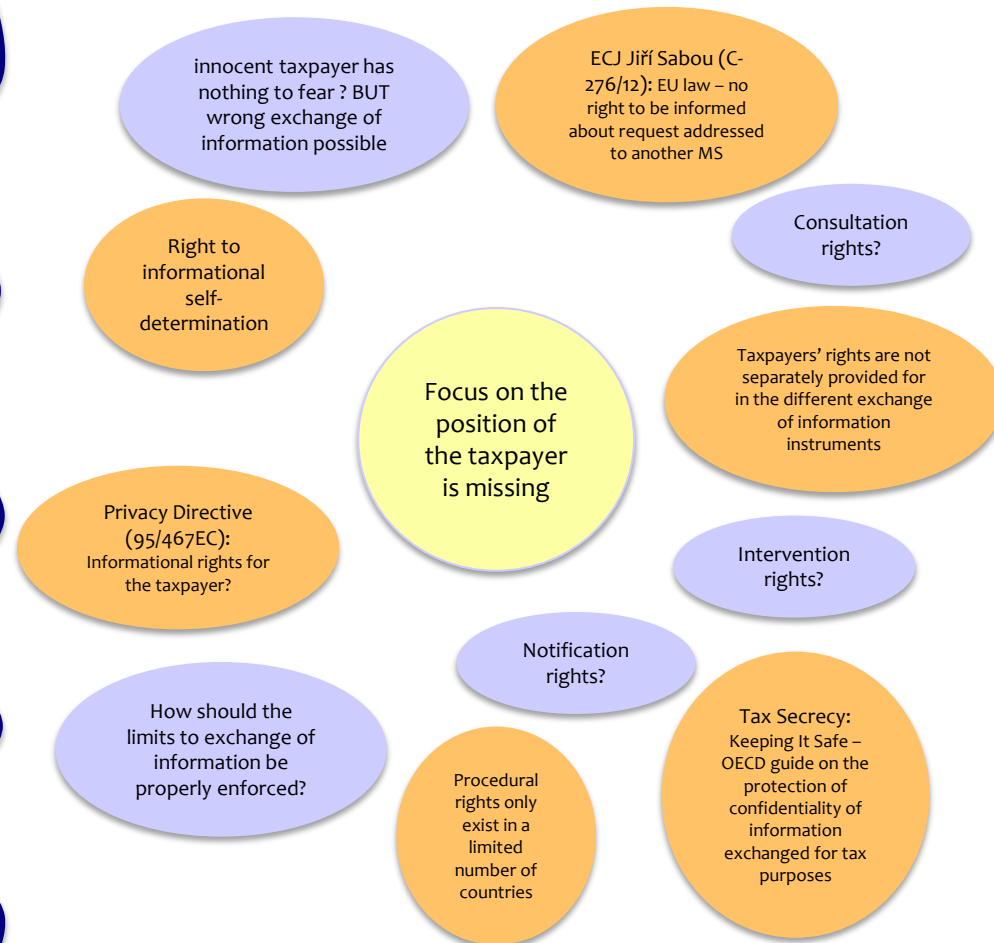 innocent taxpayer has
nothing to fear ? BUT
wrong exchange of
information possible
ECJ Jiří Sabou (C-
276/12): EU law – no
right to be informed
about request addressed
to another MS
Consultation
rights?
Right to
informational
self-
determination
Taxpayers’ rights are not
separately provided for
in the different exchange
of information
instruments
Focus on the
position of
the taxpayer
is missing
Privacy Directive
(95/467EC):
Informational rights for
the taxpayer?
Intervention
rights?
Notification
rights?
How should the
limits to exchange of
information be
properly enforced?
Tax Secrecy:
Keeping It Safe –
OECD guide on the
protection of
confidentiality of
information
exchanged for tax
purposes
Procedural
rights only
exist in a
limited
number of
countries